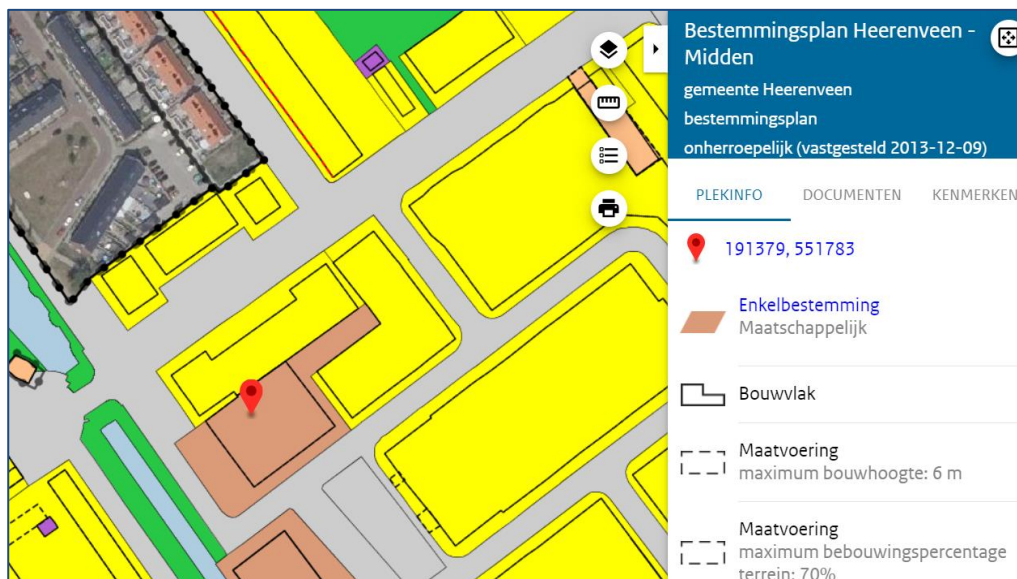 Bestemmingsplan Heerenveen -
Midden
gemeente Heerenveen
bestemmingsplan
onherroepelijk (vastgesteld 2013-12-09)
PLEKINFO DOCUMENTEN KENMERKEN
191379, 551783
Enkelbestemming
Maatschappelijk
Bouwvlak
Maatvoering
maximum bouwhoogte: 6 m
Maatvoering
maximum bebouwingspercentage
terrein: 70%